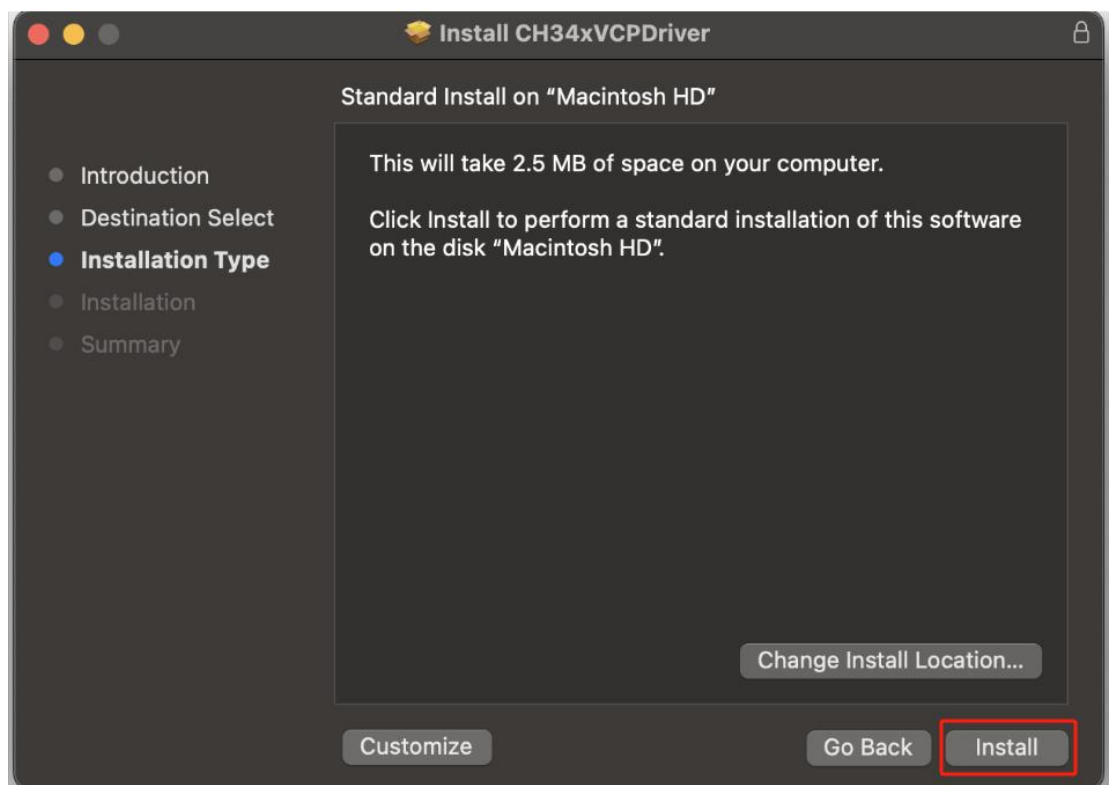 Install CH34xVCPDriver
Standard Install on “Macintosh HD”
Introduction
Destination Select
Installation Type
Installation
Summary
This will take 2.5 MB of space on your computer.
Click Install to perform a standard installation of this software
on the disk “Macintosh HD”.
Change Install Location...
Customize
Go Back
Install